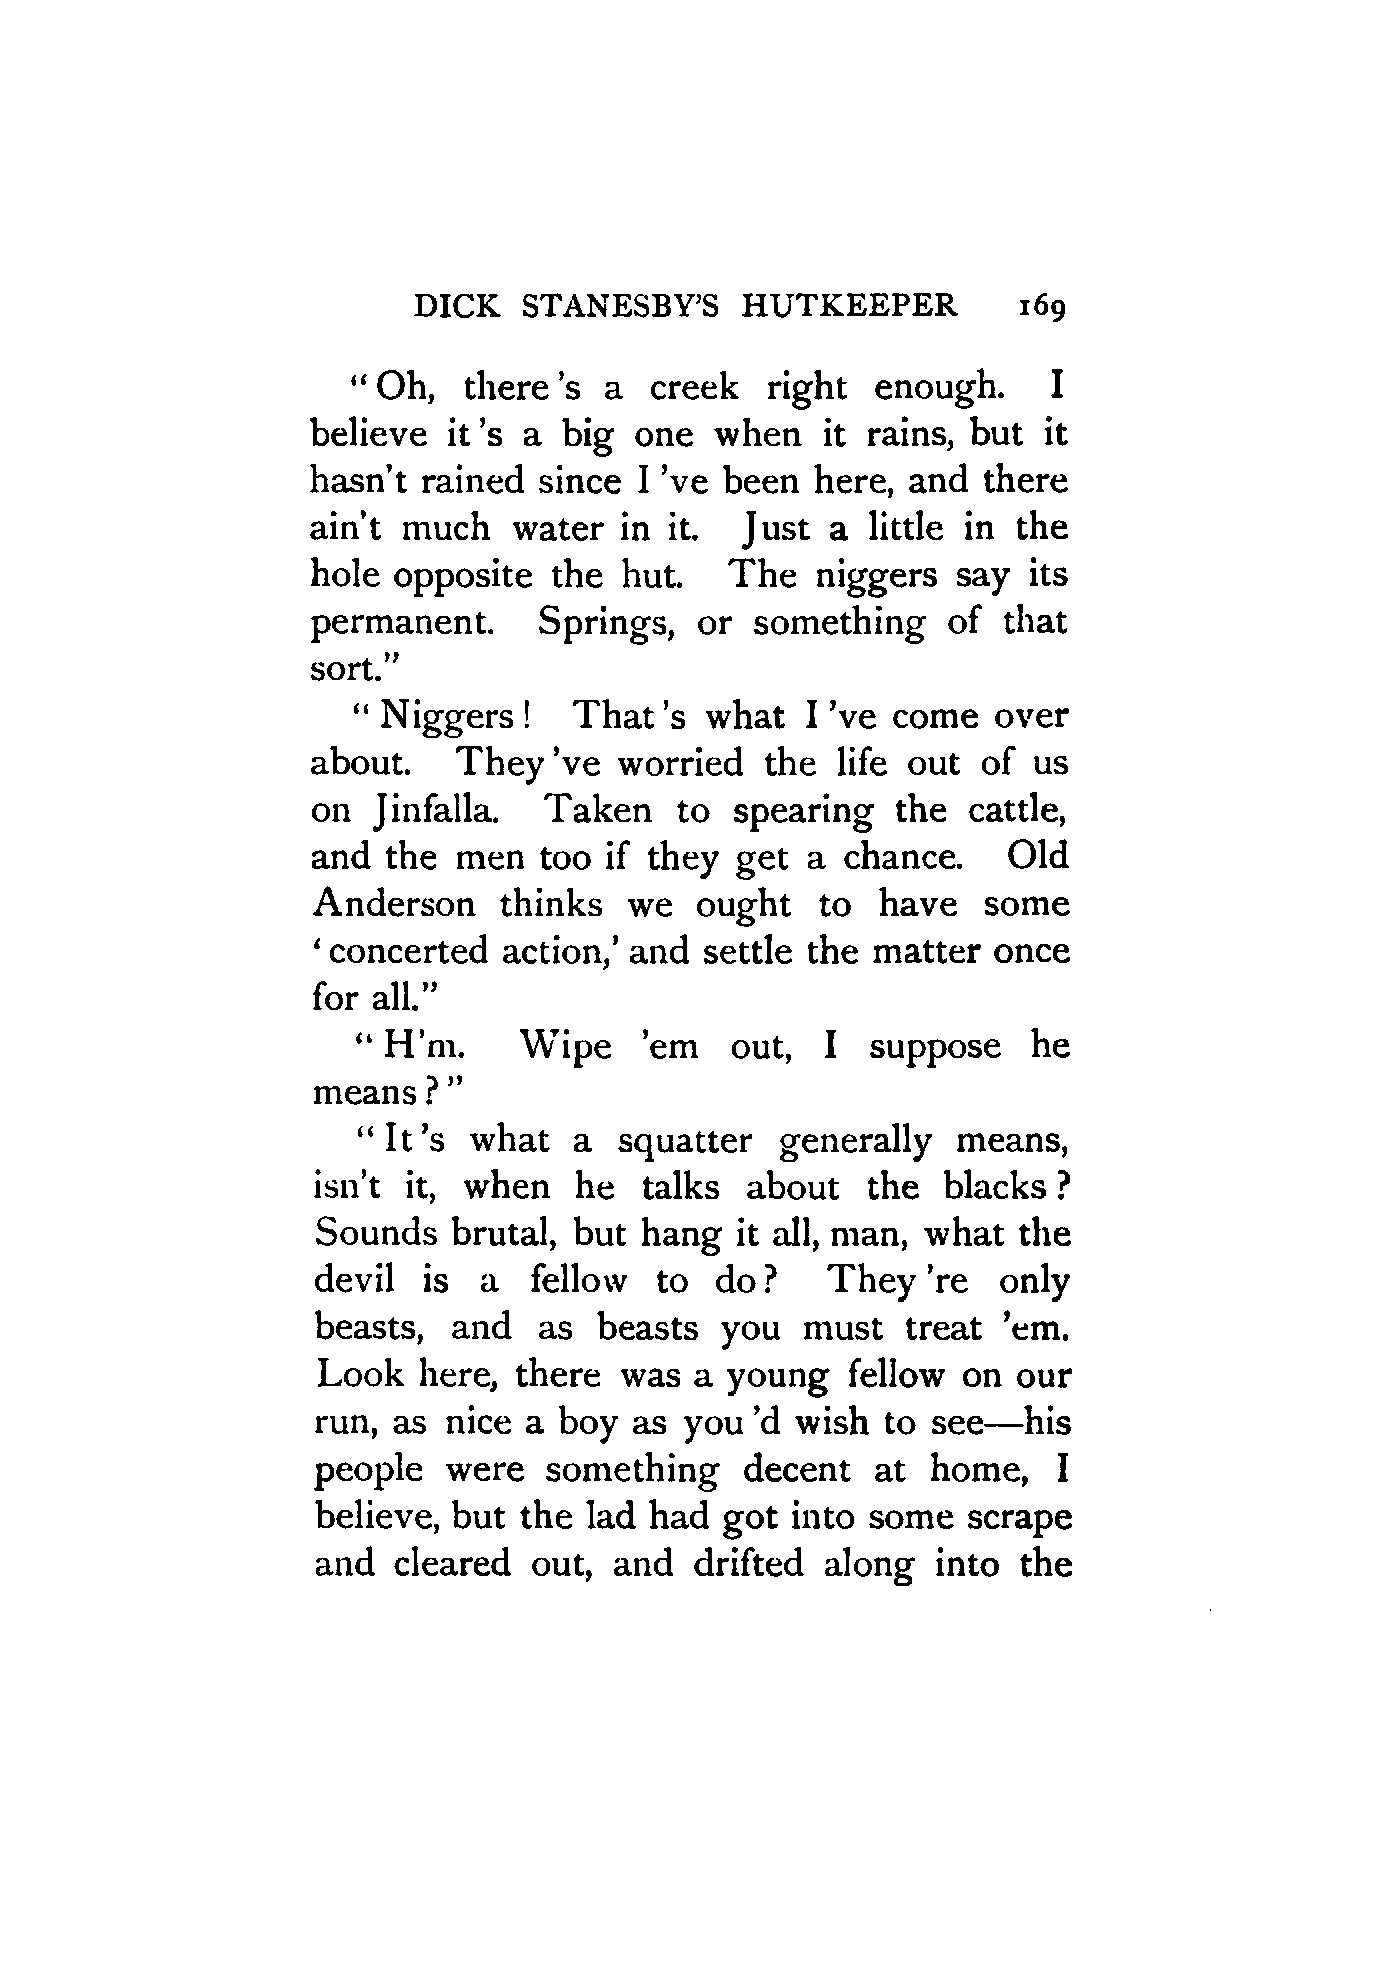 DICK STANESBY'S HUTKEEPER 169
"Oh, there's a creek right enough. I
believe it's a big one when it rains, but it
hasn't rained since I've been here, and there
ain't much water in it. Just a little in the
hole opposite the hut. The niggers say its
permanent. Springs, or something of that
sort."
"Niggers! That's what I've come over
about. They've worried the life out of us
on Jinfalla. Taken to spearing the cattle,
and the men too if they get a chance. Old
Anderson thinks we ought to have some
'concerted action,' and settle the matter once
for all."
"H'm. Wipe 'em out, I suppose he
means?"
"It's what a squatter generally means,
isn't it, when he talks about the blacks?
Sounds brutal, but hang it all, man, what the
devil is a fellow to do? They're only
beasts, and as beasts you must treat 'em.
Look here, there was a young fellow on our
run, as nice a boy as you'd wish to see—his
people were something decent at home, I
believe, but the lad had got into some scrape
and cleared out, and drifted along into the